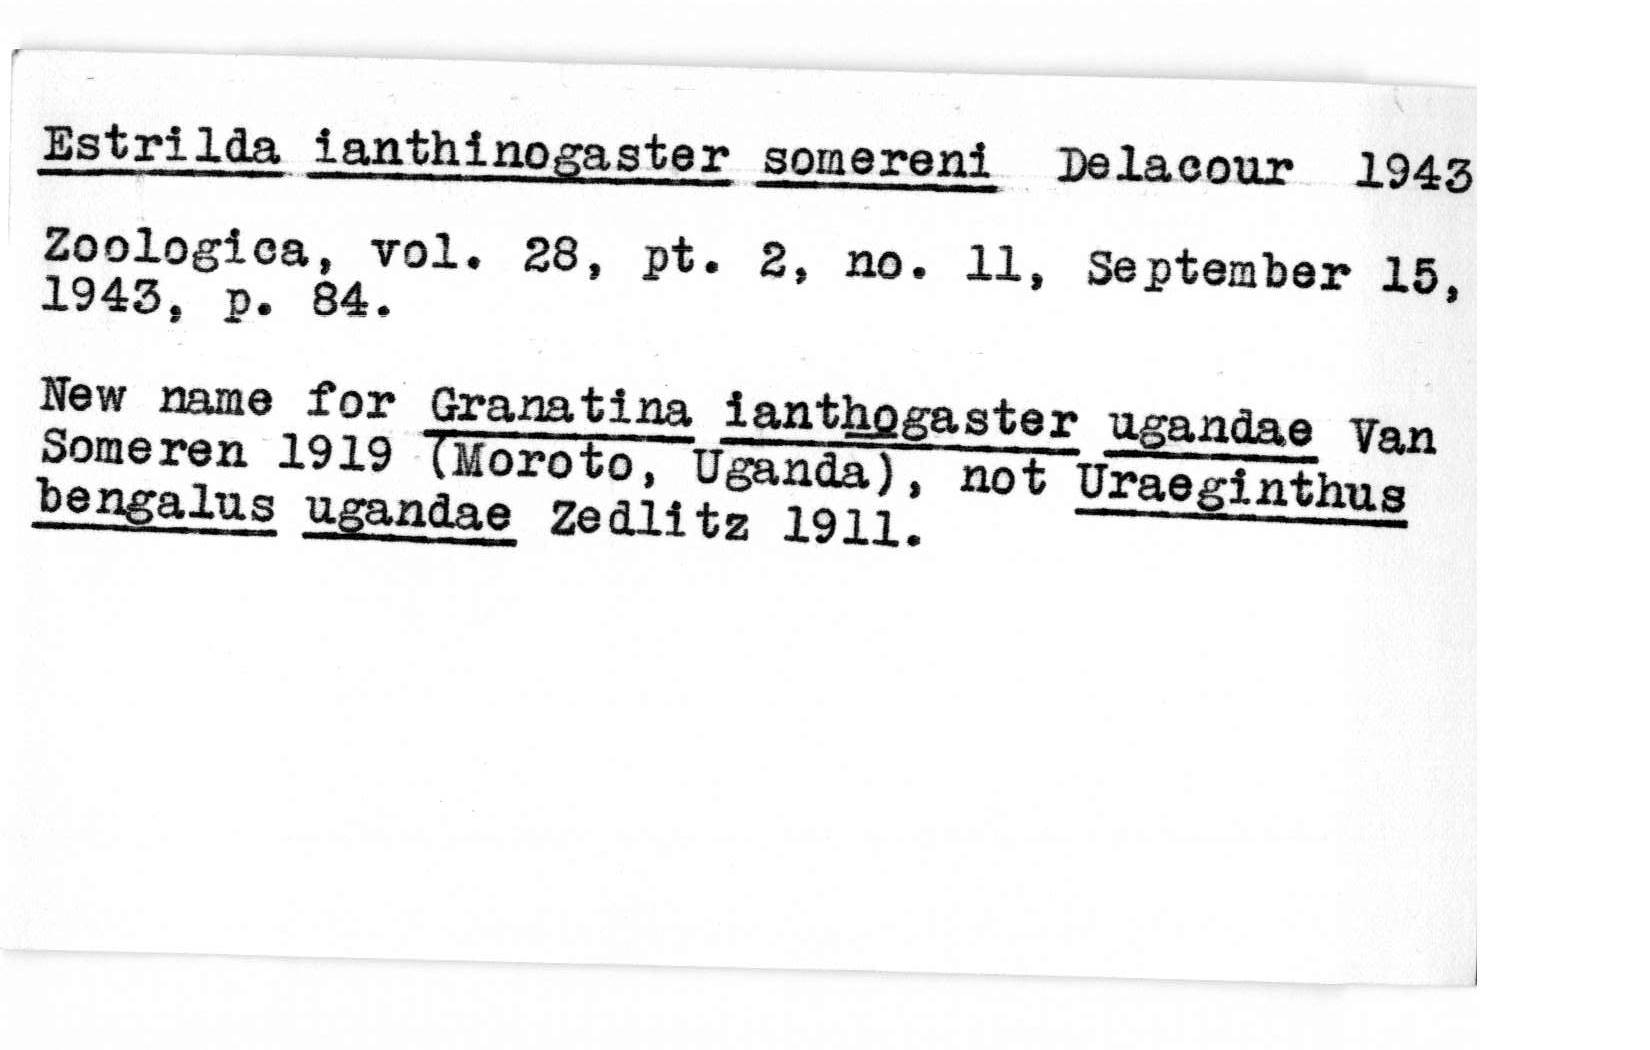 Estrilda ianthinogaster somereni Delacour 1943
Zoologica, vol. 28, pt. 2, no. 11, September 15,
1943, p. 84.
New name for Granatina ianthogaster ugandae Van
Someren 1919 (Moroto, Uganda), not Uraeginthus
bengalus ugandae Zedlitz 1911.